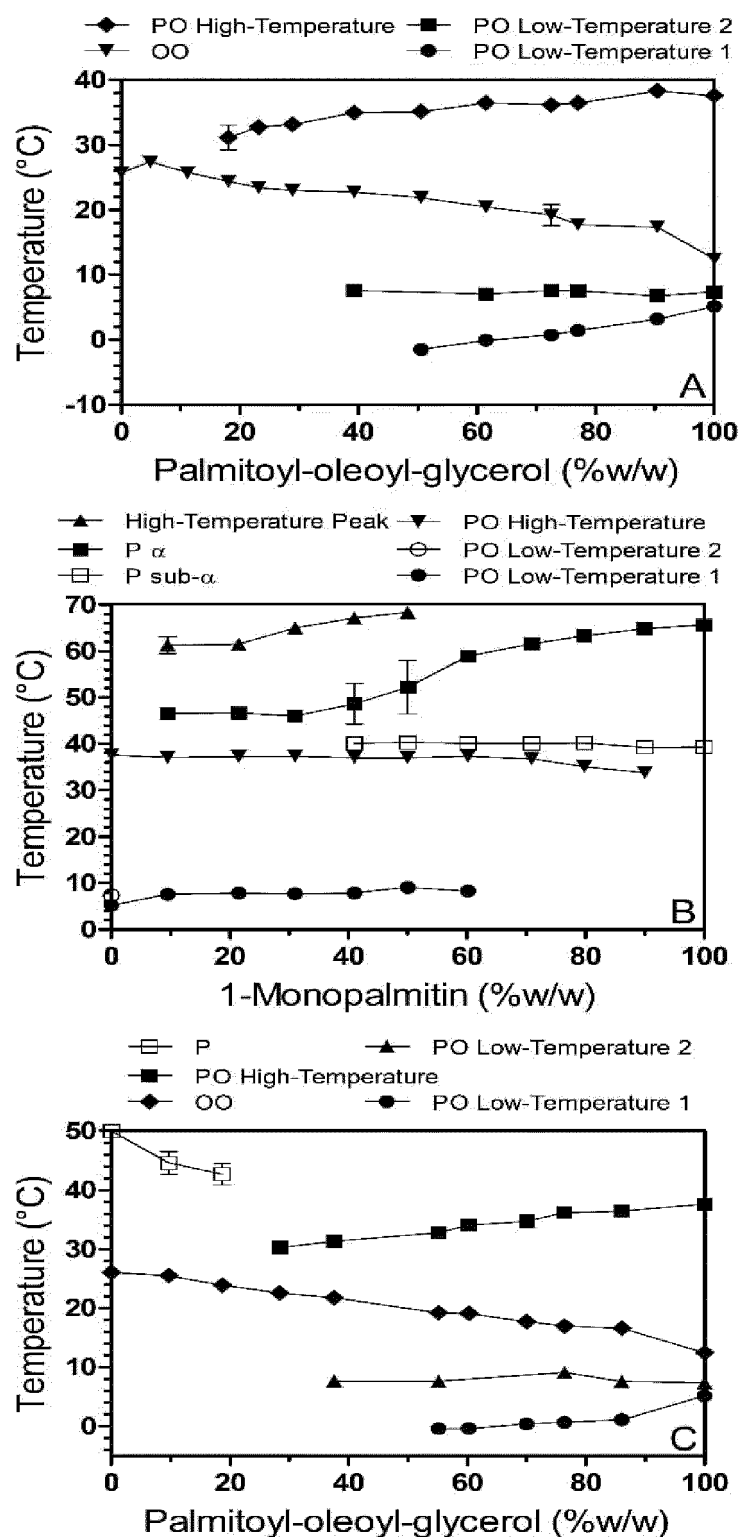 PO High-Temperature PO Low-Temperature 2
OO PO Low-Temperature 1
Temperature (°C)
40
30
20
10
0
-10
A
0 20 40 60 80 100
Palmitoyl-oleoyl-glycerol (%w/w)
High-Temperature Peak PO High-Temperature
P α PO Low-Temperature 2
P sub-α PO Low-Temperature 1
Temperature (°C)
70
60
50
40
30
20
10
0
B
0 20 40 60 80 100
1-Monopalmitin (%w/w)
P PO Low-Temperature 2
PO High-Temperature
OO PO Low-Temperature 1
Temperature (°C)
50
40
30
20
10
0
C
0 20 40 60 80 100
Palmitoyl-oleoyl-glycerol (%w/w)